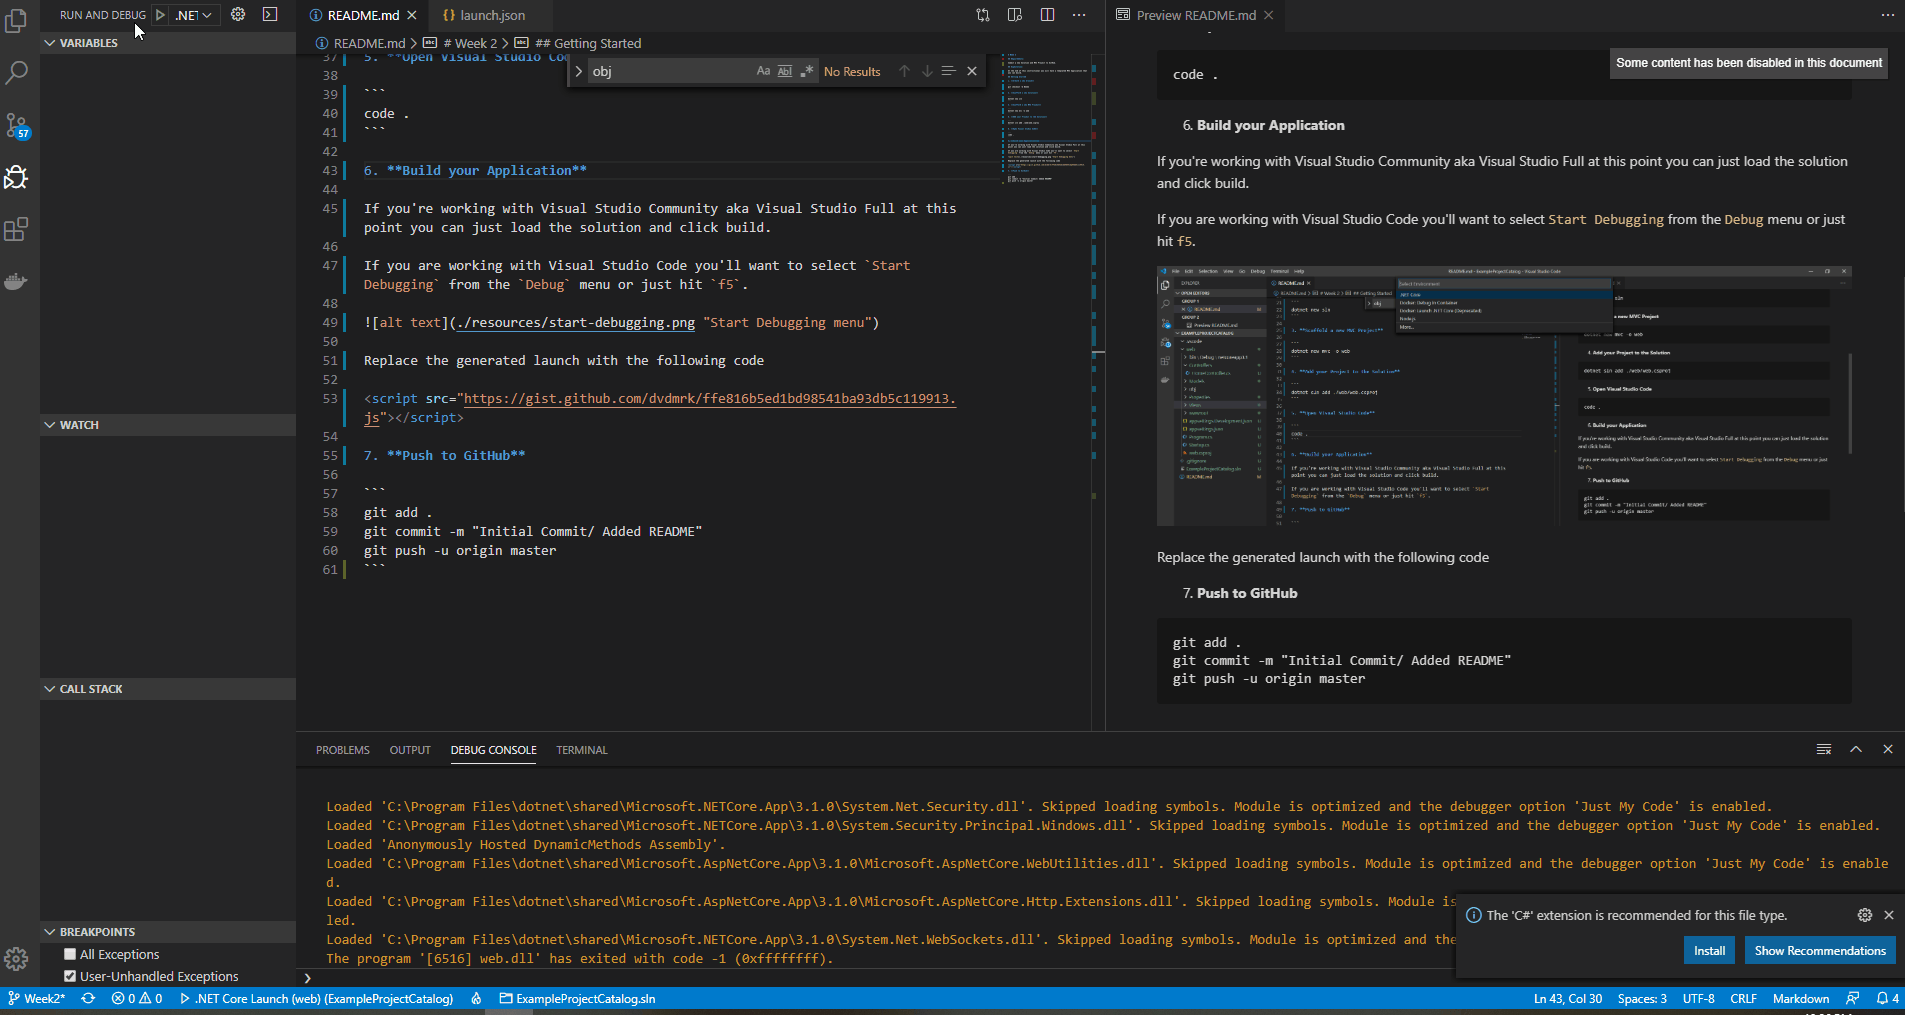 RUN AND DEBUG .NET
README.md
launch.json
Preview README.md
VARIABLES
README.md > # Week 2 > ## Getting Started
obj Aa Abl .* No Results
37 5. **Open Visual Studio Co
38
39 ```
40 code .
41 ```
42
43 6. **Build your Application**
44
45 If you're working with Visual Studio Community aka Visual Studio Full at this
point you can just load the solution and click build.
46
47 If you are working with Visual Studio Code you'll want to select `Start
Debugging` from the `Debug` menu or just hit `f5`.
48
49 ![alt text](./resources/start-debugging.png "Start Debugging menu")
50
51 Replace the generated launch with the following code
52
53 <script src="https://gist.github.com/dvdmrk/ffe816b5ed1bd98541ba93db5c119913.
js"></script>
54
55 7. **Push to GitHub**
56
57 ```
58 git add .
59 git commit -m "Initial Commit/ Added README"
60 git push -u origin master
61 ```
57
WATCH
CALL STACK
BREAKPOINTS
All Exceptions
User-Unhandled Exceptions
Some content has been disabled in this document
code .
6. Build your Application
If you're working with Visual Studio Community aka Visual Studio Full at this point you can just load the solution
and click build.
If you are working with Visual Studio Code you'll want to select Start Debugging from the Debug menu or just
hit f5.
Replace the generated launch with the following code
7. Push to GitHub
git add .
git commit -m "Initial Commit/ Added README"
git push -u origin master
PROBLEMS OUTPUT DEBUG CONSOLE TERMINAL
Loaded 'C:\Program Files\dotnet\shared\Microsoft.NETCore.App\3.1.0\System.Net.Security.dll'. Skipped loading symbols. Module is optimized and the debugger option 'Just My Code' is enabled.
Loaded 'C:\Program Files\dotnet\shared\Microsoft.NETCore.App\3.1.0\System.Security.Principal.Windows.dll'. Skipped loading symbols. Module is optimized and the debugger option 'Just My Code' is enabled.
Loaded 'Anonymously Hosted DynamicMethods Assembly'.
Loaded 'C:\Program Files\dotnet\shared\Microsoft.AspNetCore.App\3.1.0\Microsoft.AspNetCore.WebUtilities.dll'. Skipped loading symbols. Module is optimized and the debugger option 'Just My Code' is enable
d.
Loaded 'C:\Program Files\dotnet\shared\Microsoft.AspNetCore.App\3.1.0\Microsoft.AspNetCore.Http.Extensions.dll'. Skipped loading symbols. Module is
led.
Loaded 'C:\Program Files\dotnet\shared\Microsoft.NETCore.App\3.1.0\System.Net.WebSockets.dll'. Skipped loading symbols. Module is optimized and the
The program '[6516] web.dll' has exited with code -1 (0xffffffff).
The 'C#' extension is recommended for this file type.
Install
Show Recommendations
Week2* 0 0 .NET Core Launch (web) (ExampleProjectCatalog) ExampleProjectCatalog.sln Ln 43, Col 30 Spaces: 3 UTF-8 CRLF Markdown 4